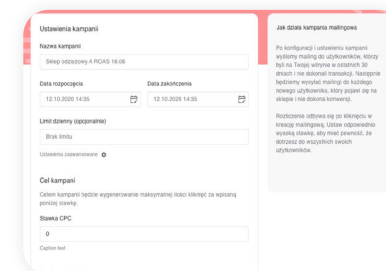 Ustawienia kampanii
Nazwa kampanii
Sklep odzieżowy 4 RGAS 16.06
Data rozpoczęcia
Data zakończenia
12.10.2020 14:35
12.10.2020 14:35
Limit dzienny (opcjonalnie)
Brak limitu
Ustawienia zaawansowane
Cel kampani
Celem kampani będzie wygenerowanie maksymalnej ilości kliknięć za wpisaną
poniżej stawkę.
Stawka CPC
0
Caption text
Jak działa kampania mailingowa
Po konfiguracji i ustawieniu kampanii
wyślemy mailing do użytkowników, którzy
byli na Twojej witrynie w ostatnich 30
dniach i nie dokonali transakcji. Następnie
będziemy wysyłać mailingi do każdego
nowego użytkownika, który pojawi się na
sklepie i nie dokona konwersji.
Rozliczenie odbywa się po kliknięciu w
kreację mailingową. Ustaw odpowiednio
wysoką stawkę, aby mieć pewność, że
dotrzesz do wszystkich swoich
użytkowników.